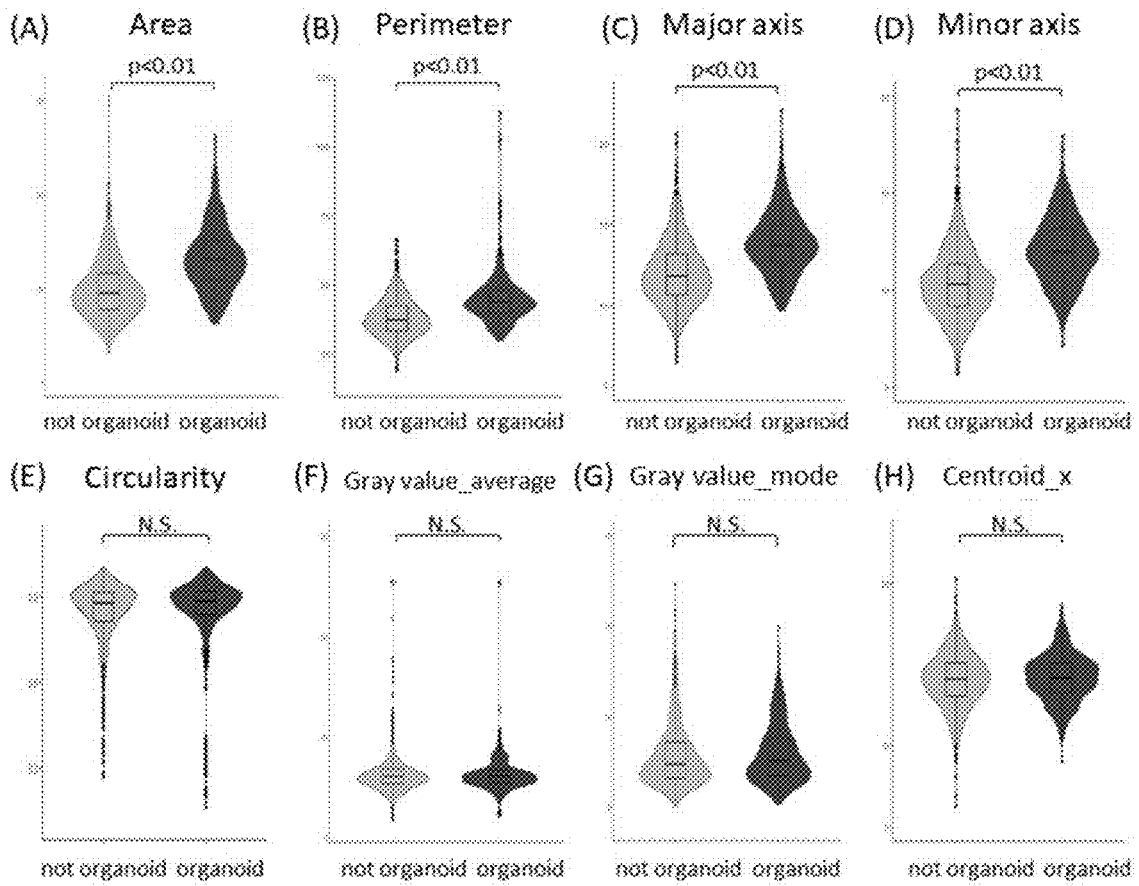 (A) Area
p<0.01
not organoid organoid
(B) Perimeter
p<0.01
not organoid organoid
(C) Major axis
p<0.01
not organoid organoid
(D) Minor axis
p<0.01
not organoid organoid
(E) Circularity
N.S.
not organoid organoid
(F) Gray value_average
N.S.
not organoid organoid
(G) Gray value_mode
N.S.
not organoid organoid
(H) Centroid_x
N.S.
not organoid organoid